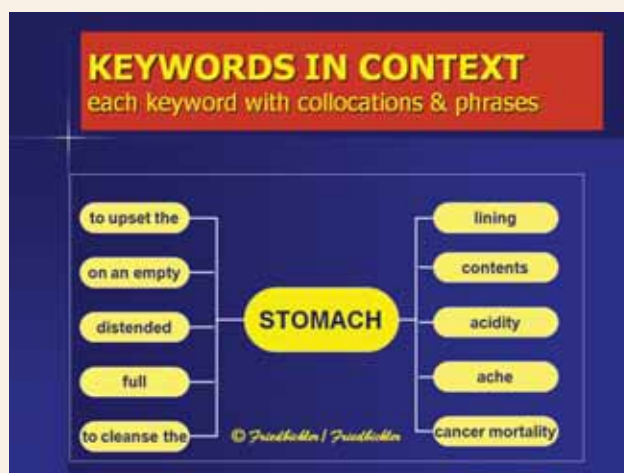 KEYWORDS IN CONTEXT
each keyword with collocations & phrases
to upset the
on an empty
distended
full
to cleanse the
STOMACH
lining
contents
acidity
ache
cancer mortality
© Friedbichler / Friedbichler